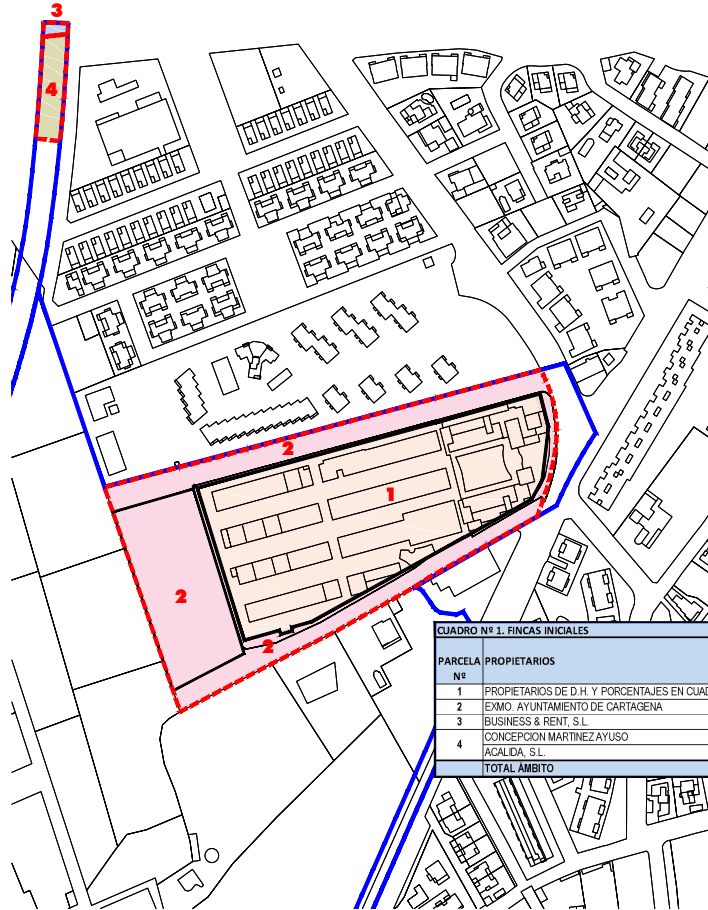 3
4
2
1
2
2
CUADRO Nº 1. FINCAS INICIALES
PARCELA Nº PROPIETARIOS
1 PROPIETARIOS DE D.H. Y PORCENTAJES EN CUAD
2 EXMO. AYUNTAMIENTO DE CARTAGENA
3 BUSINESS & RENT, S.L.
4 CONCEPCION MARTINEZ AYUSO
ACALIDA, S.L.
TOTAL ÁMBITO